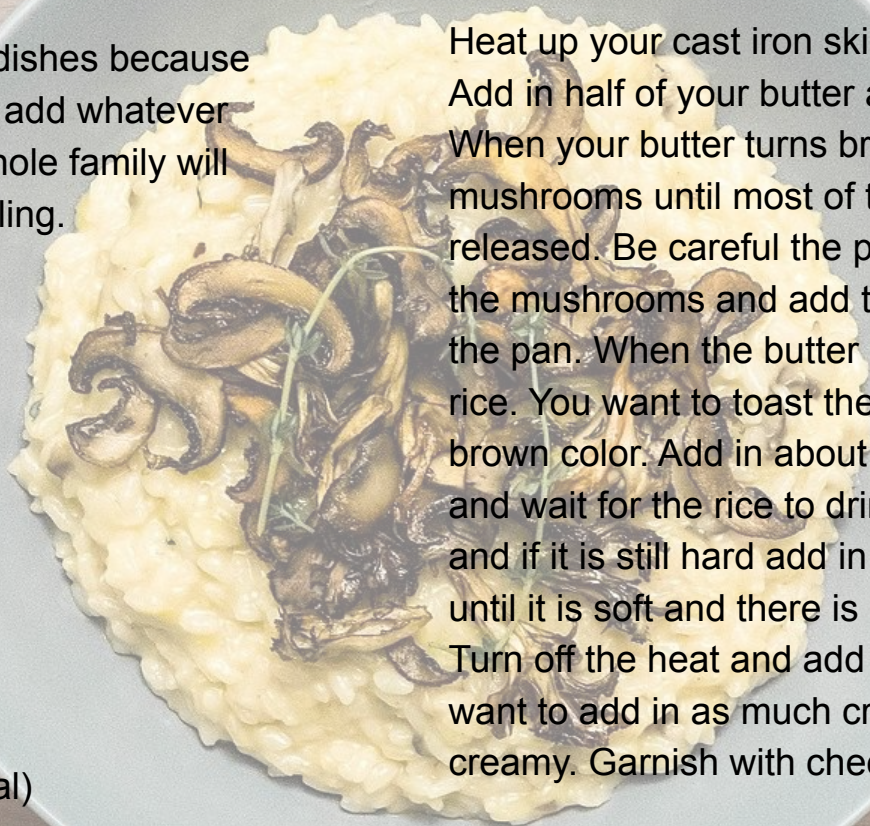 dishes because
add whatever
hole family will
ling.
al)
Heat up your cast iron ski
Add in half of your butter a
When your butter turns br
mushrooms until most of t
released. Be careful the p
the mushrooms and add t
the pan. When the butter
rice. You want to toast the
brown color. Add in about
and wait for the rice to drin
and if it is still hard add in
until it is soft and there is
Turn off the heat and add
want to add in as much cr
creamy. Garnish with chee